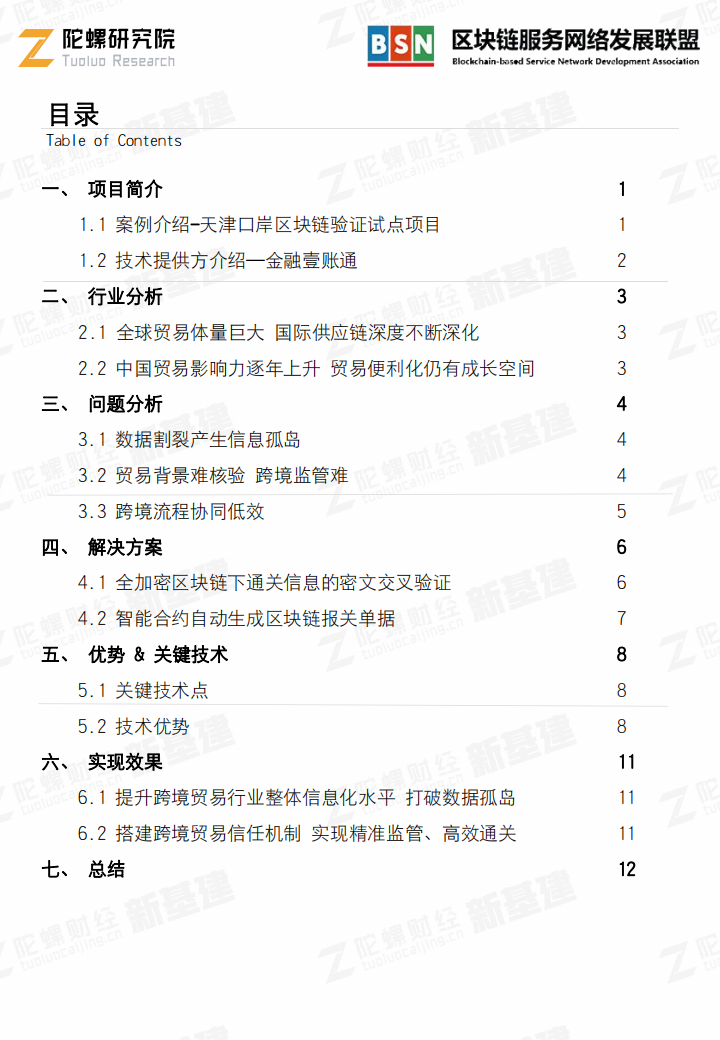 陀螺研究院
Tuoluo Research
BSN
区块链服务网络发展联盟
Blockchain-based Service Network Development Association
目录
Table of Contents
一、 项目简介 1
1.1 案例介绍-天津口岸区块链验证试点项目 1
1.2 技术提供方介绍—金融壹账通 2
二、 行业分析 3
2.1 全球贸易体量巨大 国际供应链深度不断深化 3
2.2 中国贸易影响力逐年上升 贸易便利化仍有成长空间 3
三、 问题分析 4
3.1 数据割裂产生信息孤岛 4
3.2 贸易背景难核验 跨境监管难 4
3.3 跨境流程协同低效 5
四、 解决方案 6
4.1 全加密区块链下通关信息的密文交叉验证 6
4.2 智能合约自动生成区块链报关单据 7
五、 优势 & 关键技术 8
5.1 关键技术点 8
5.2 技术优势 8
六、 实现效果 11
6.1 提升跨境贸易行业整体信息化水平 打破数据孤岛 11
6.2 搭建跨境贸易信任机制 实现精准监管、高效通关 11
七、 总结 12
陀螺财经 新基建
tuoluocaijing.cn